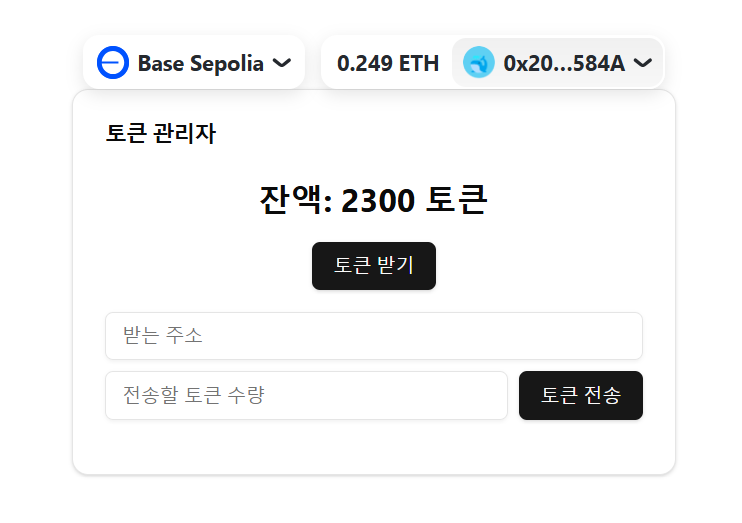 Base Sepolia 0.249 ETH 0x20...584A
토큰 관리자
잔액: 2300 토큰
토큰 받기
받는 주소
전송할 토큰 수량 토큰 전송